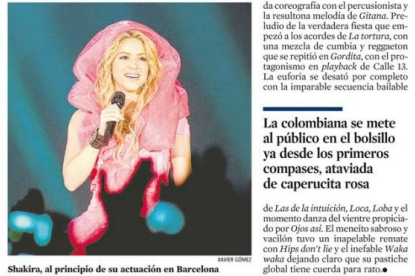 da coreografía con el percusionista y
la resultona melodía de Gitana. Pre-
ludio de la verdadera fiesta que em-
pezó a los acordes de La tortura, con
una mezcla de cumbia y reggaeton
que se repitió en Gordita, con el pro-
tagonismo en playback de Calle 13.
La euforia se desató por completo
con la imparable secuencia bailable
La colombiana se mete
al público en el bolsillo
ya desde los primeros
compases, ataviada
de caperucita rosa
de Las de la intuición, Loca, Loba y el
momento danza del vientre propicia-
do por Ojos así. El meneíto sabroso y
vacilón tuvo un inapelable remate
con Hips don't lie y el inefable Waka
waka dejando claro que su pastiche
global tiene cuerda para rato.●
XAVIER GÓMEZ
Shakira, al principio de su actuación en Barcelona